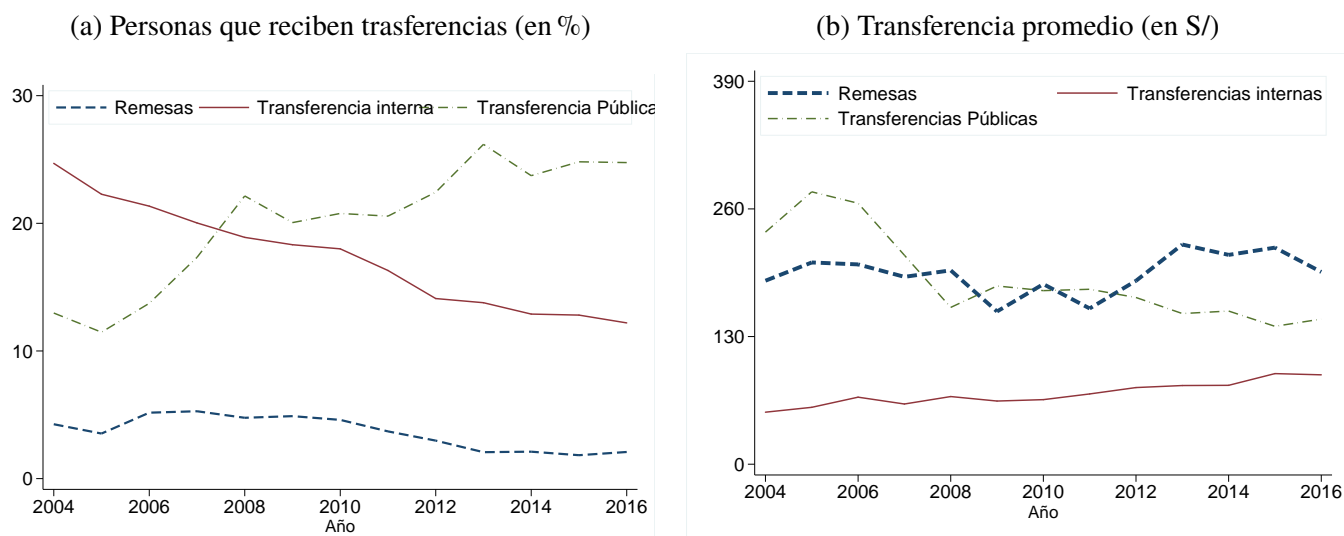 (a) Personas que reciben trasferencias (en %)
30
20
10
0
Remesas
Transferencia interna
Transferencia Pública
2004 2006 2008 2010 2012 2014 2016
Año
(b) Transferencia promedio (en S/)
390
260
130
0
Remesas
Transferencias internas
Transferencias Públicas
2004 2006 2008 2010 2012 2014 2016
Año